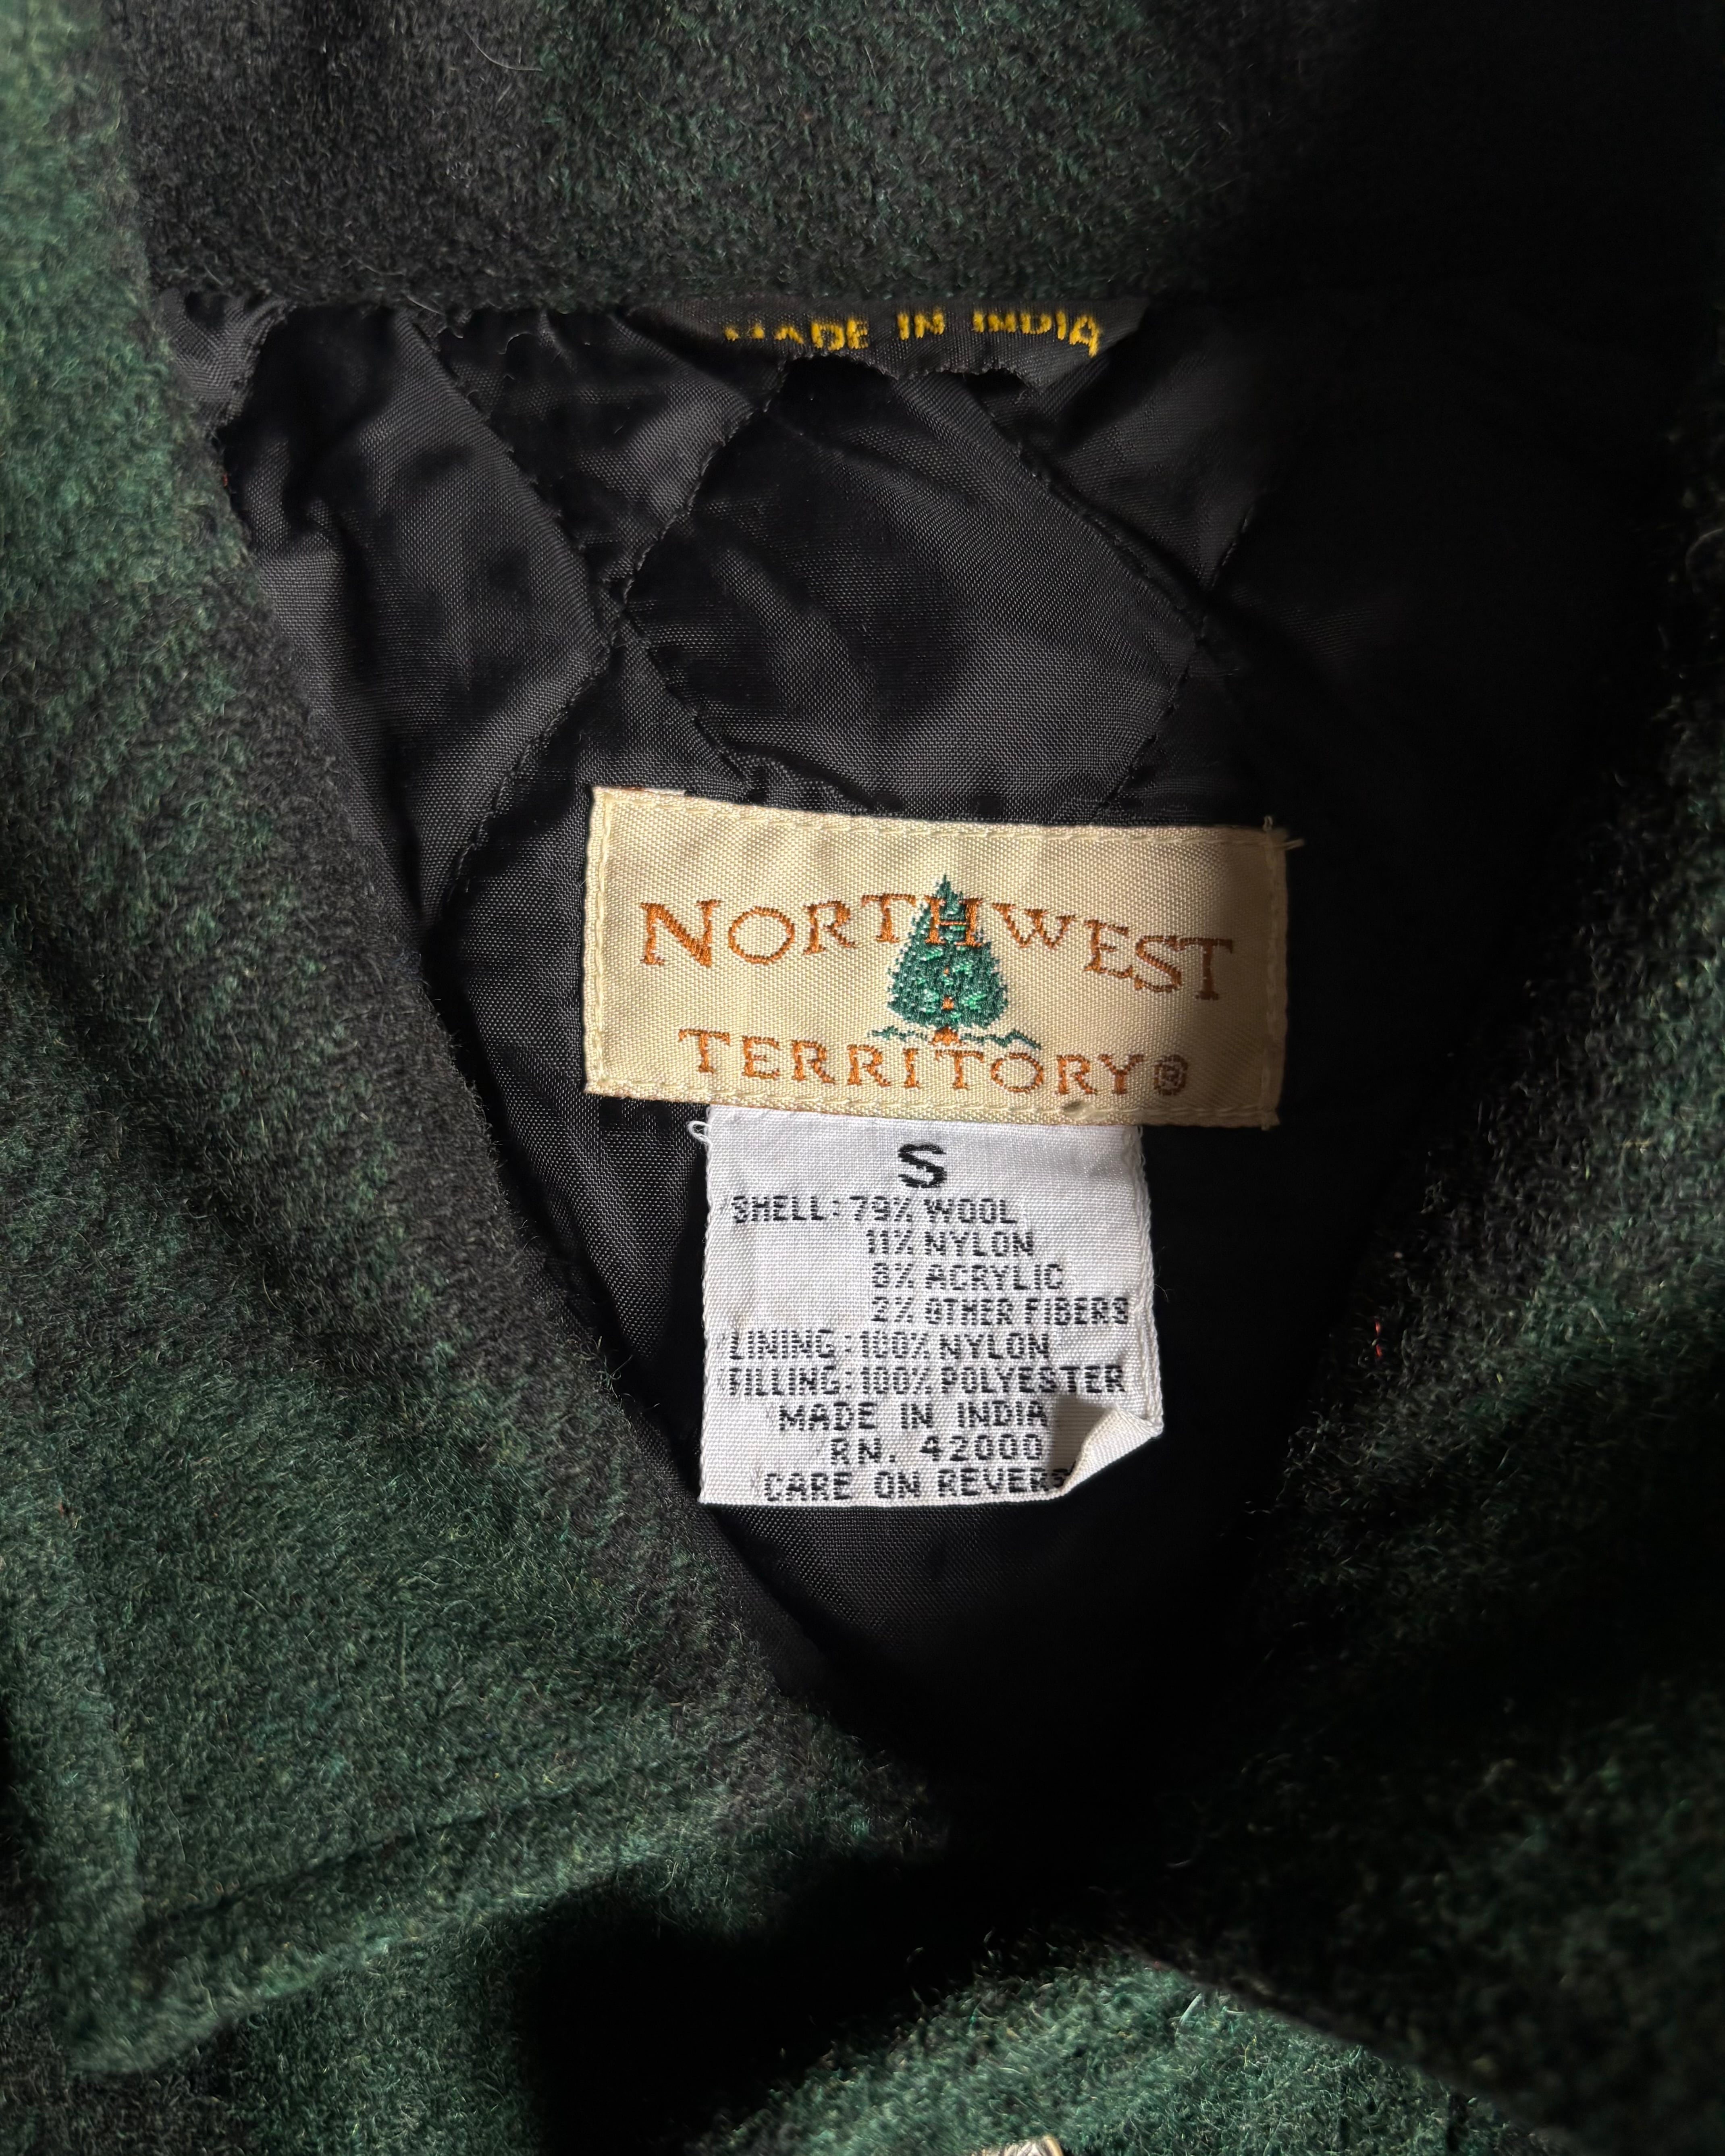 MADE IN INDIA
NORTHWEST
TERRITORY®
S
SHELL: 79% WOOL
11% NYLON
8% ACRYLIC
2% OTHER FIBERS
LINING: 100% NYLON
FILLING: 100% POLYESTER
MADE IN INDIA
RN. 42000
CARE ON REVERS